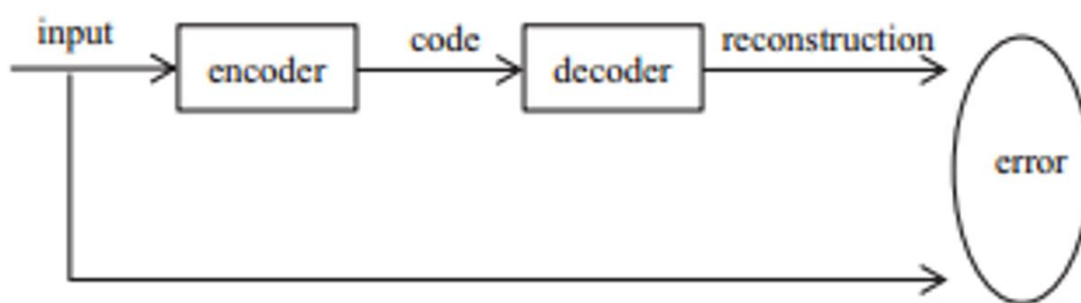 input
encoder
code
decoder
reconstruction
error